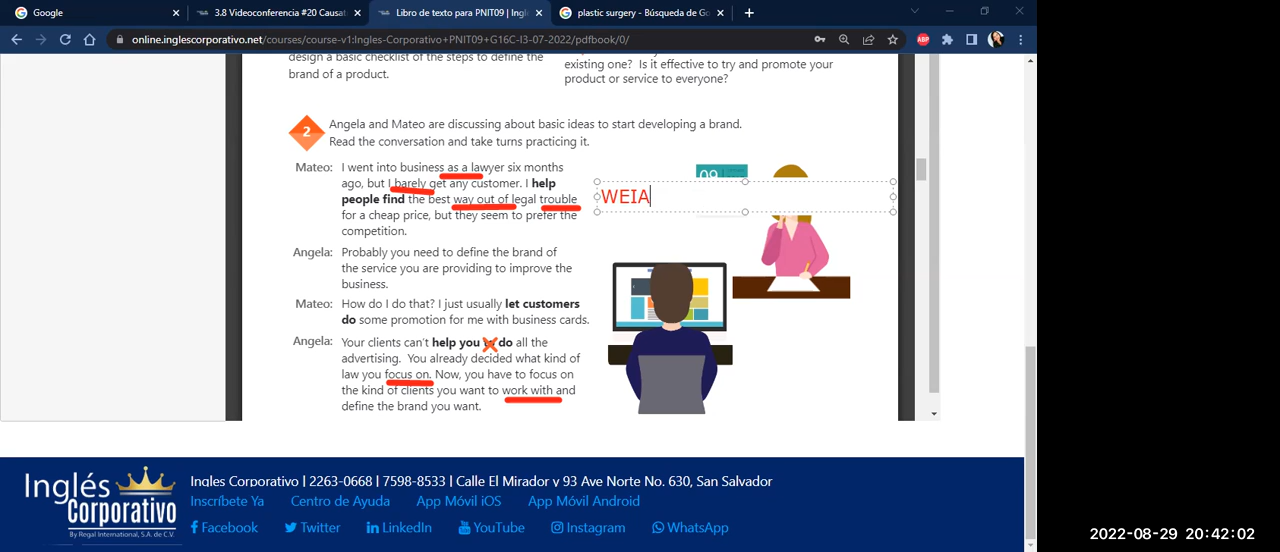 Google
3.8 Videoconferencia #20 Causat
Libro de texto para PNIT09 | Ingl
plastic surgery - Búsqueda de Go
online.inglescorporativo.net/courses/course-v1:Ingles-Corporativo+PNIT09+G16C-I3-07-2022/pdfbook/0/
ABP
design a basic checklist of the steps to define the
brand of a product.
existing one? Is it effective to try and promote your
product or service to everyone?
2
Angela and Mateo are discussing about basic ideas to start developing a brand.
Read the conversation and take turns practicing it.
Mateo: I went into business as a lawyer six months
ago, but I barely get any customer. I help
people find the best way out of legal trouble
for a cheap price, but they seem to prefer the
competition.
Angela: Probably you need to define the brand of
the service you are providing to improve the
business.
Mateo: How do I do that? I just usually let customers
do some promotion for me with business cards.
Angela: Your clients can't help you to do all the
advertising. You already decided what kind of
law you focus on. Now, you have to focus on
the kind of clients you want to work with and
define the brand you want.
09
WEIA
Inglés
Corporativo
By Regal International, S.A. de C.V.
Ingles Corporativo | 2263-0668 | 7598-8533 | Calle El Mirador y 93 Ave Norte No. 630, San Salvador
Inscríbete Ya Centro de Ayuda App Móvil iOS App Móvil Android
Facebook Twitter LinkedIn YouTube Instagram WhatsApp
2022-08-29 20:42:02